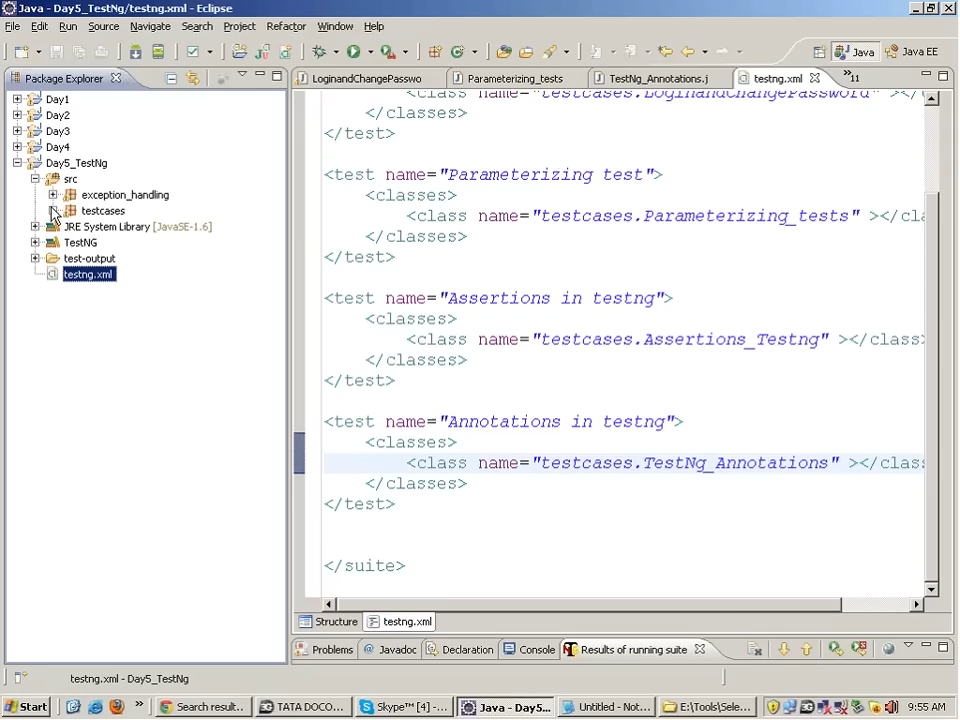 Java - Day5_TestNg/testng.xml - Eclipse
File Edit Run Source Navigate Search Project Refactor Window Help
Java Java EE
Package Explorer
LoginandChangePasswo Parameterizing_tests TestNg_Annotations.j testng.xml »11
Day1
Day2
Day3
Day4
Day5_TestNg
src
exception_handling
testcases
JRE System Library [JavaSE-1.6]
TestNG
test-output
testng.xml
<class name="testcases.LoginandChangePassword" ></
</classes>
</test>
<test name="Parameterizing test">
<classes>
<class name="testcases.Parameterizing_tests" ></cla
</classes>
</test>
<test name="Assertions in testng">
<classes>
<class name="testcases.Assertions_Testng" ></class>
</classes>
</test>
<test name="Annotations in testng">
<classes>
<class name="testcases.TestNg_Annotations" ></clas
</classes>
</test>
</suite>
Structure testng.xml
Problems Javadoc Declaration Console Results of running suite
testng.xml - Day5_TestNg
Start » Search result... TATA DOCO... Skype™ [4] -... Java - Day5... Untitled - Not... E:\Tools\Sele... 9:55 AM